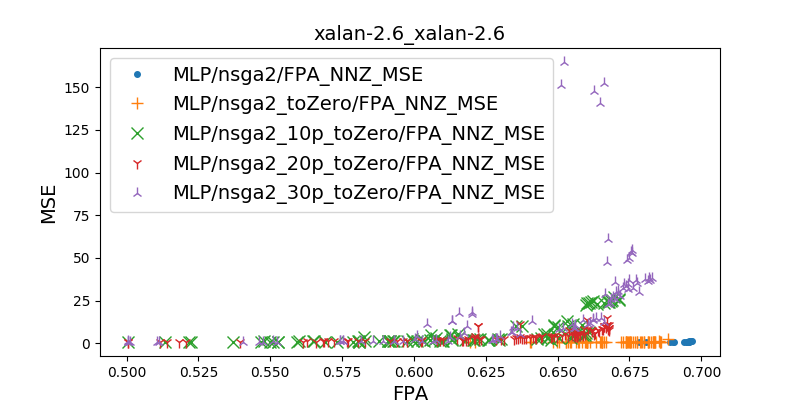 xalan-2.6_xalan-2.6
MLP/nsga2/FPA_NNZ_MSE
MLP/nsga2_toZero/FPA_NNZ_MSE
MLP/nsga2_10p_toZero/FPA_NNZ_MSE
MLP/nsga2_20p_toZero/FPA_NNZ_MSE
MLP/nsga2_30p_toZero/FPA_NNZ_MSE
MSE
150
125
100
75
50
25
0
0.500 0.525 0.550 0.575 0.600 0.625 0.650 0.675 0.700
FPA